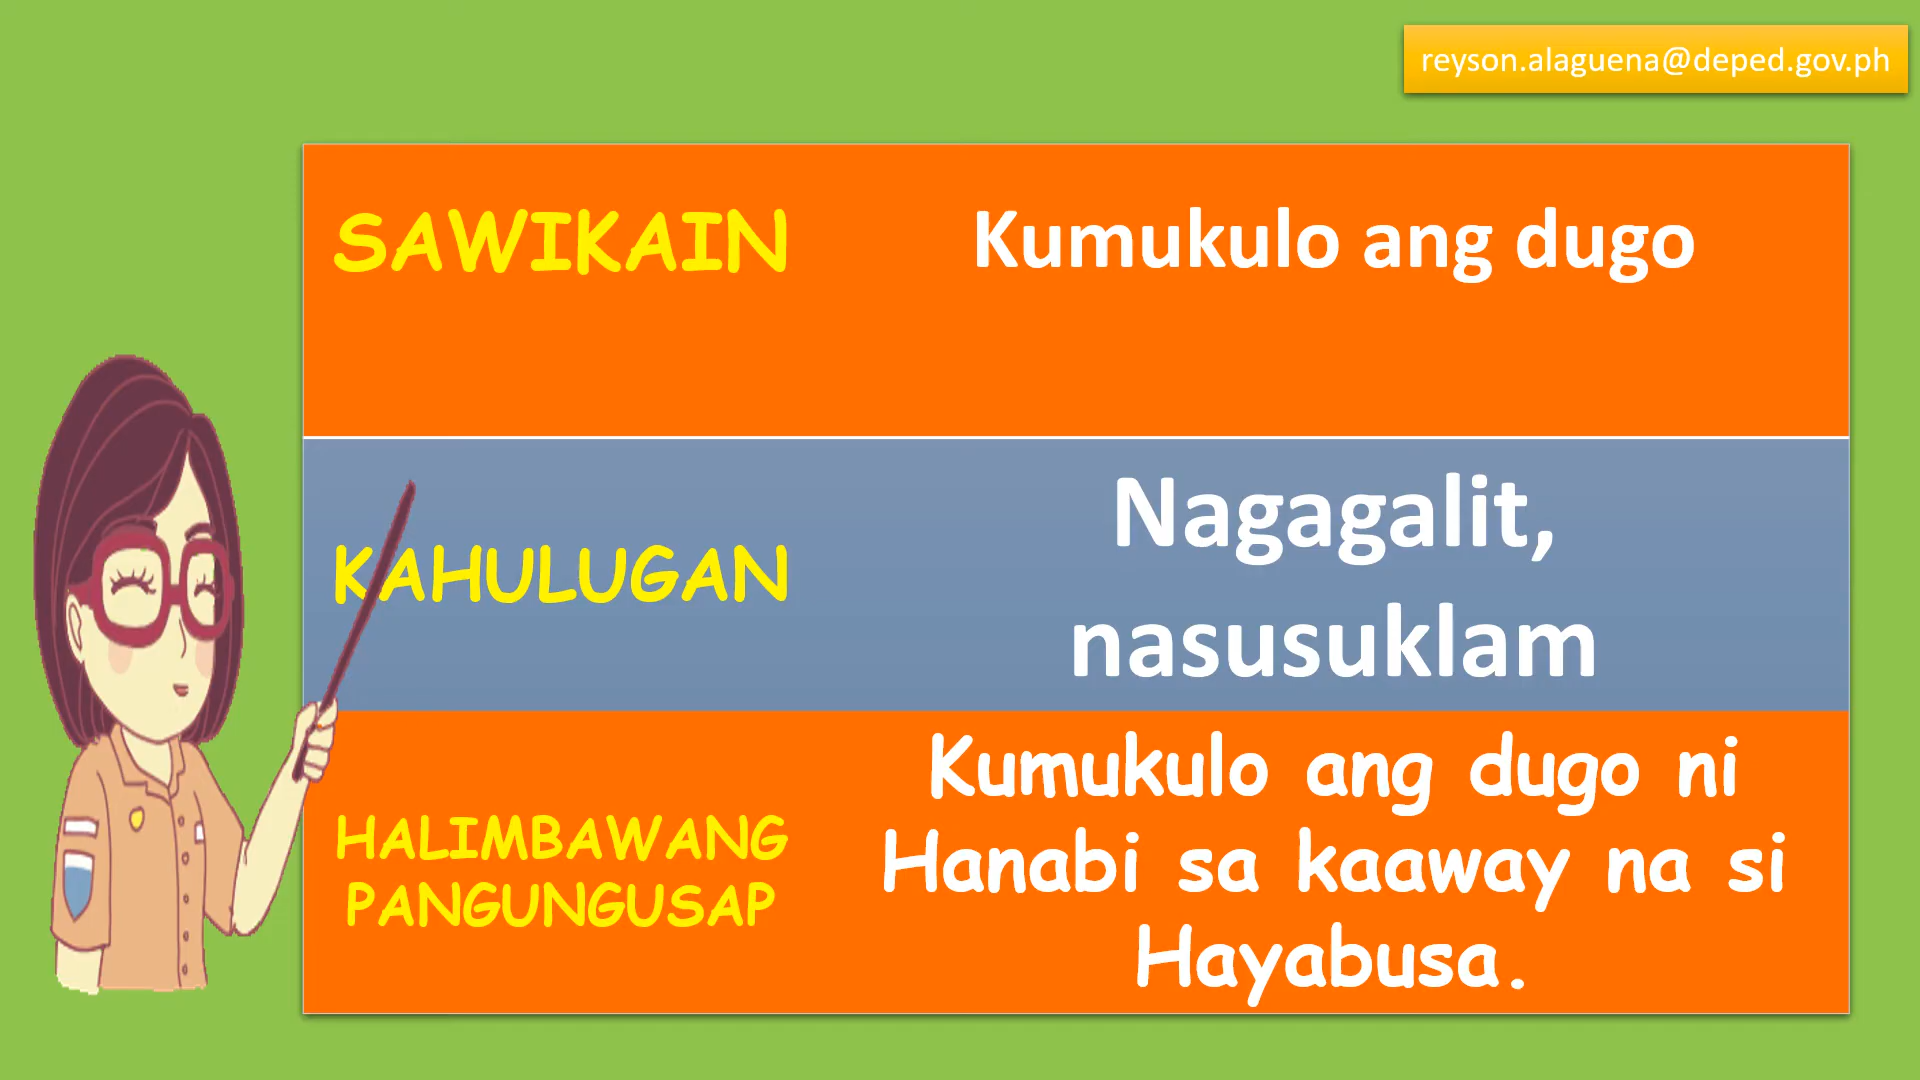 reyson.alaguena@deped.gov.ph
SAWIKAIN
Kumukulo ang dugo
KAHULUGAN
Nagagalit,
nasusuklam
HALIMBAWANG
PANGUNGUSAP
Kumukulo ang dugo ni
Hanabi sa kaaway na si
Hayabusa.